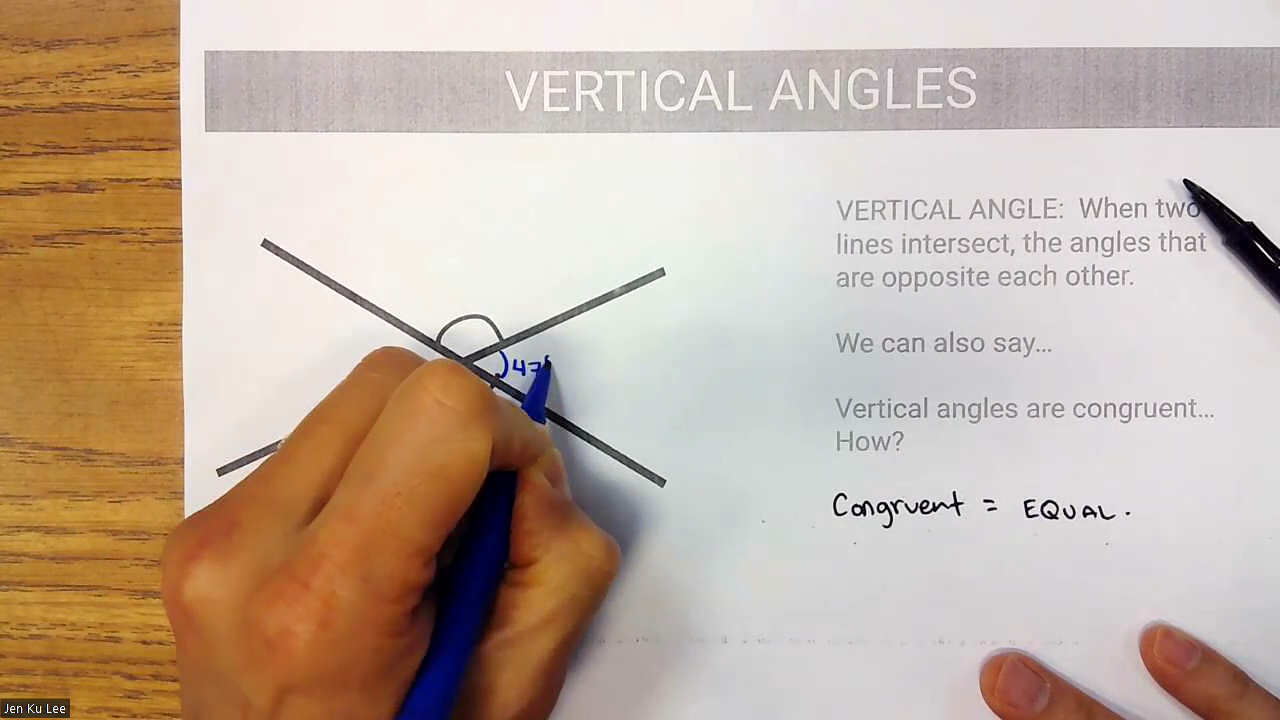 VERTICAL ANGLES
VERTICAL ANGLE: When two
lines intersect, the angles that
are opposite each other.
We can also say...
47°
Vertical angles are congruent...
How?
Congruent = EQUAL.
Jen Ku Lee